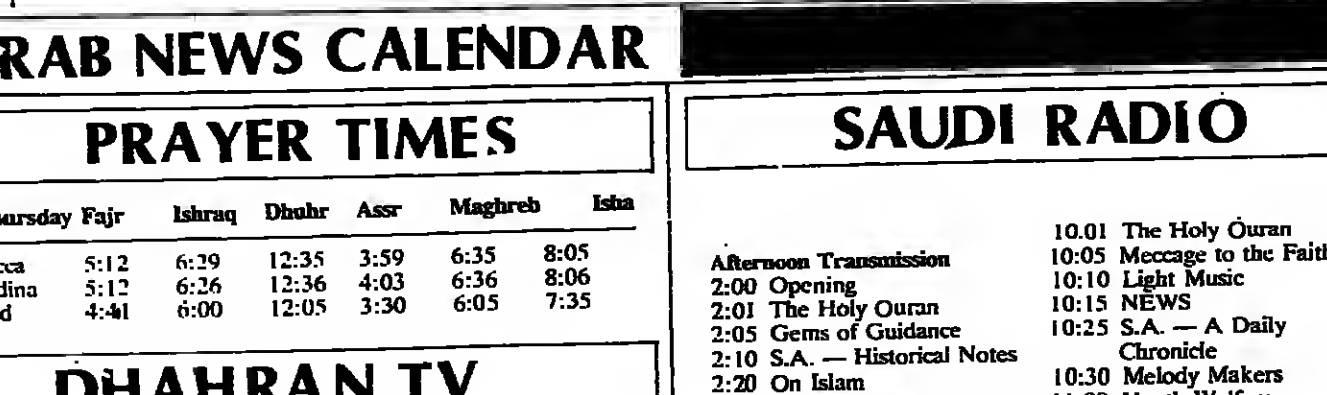 RAB NEWS CALENDAR
PRAYER TIMES
ursday Fajr Ishraq Dhuhr Assr Maghreb Isha
cca 5:12 6:29 12:35 3:59 6:35 8:05
dina 5:12 6:26 12:36 4:03 6:36 8:06
d 4:41 6:00 12:05 3:30 6:05 7:35
DHAHRAN TV
SAUDI RADIO
Afternoon Transmission
2:00 Opening
2:01 The Holy Ouran
2:05 Gems of Guidance
2:10 S.A. — Historical Notes
2:20 On Islam
10.01 The Holy Ouran
10:05 Meccage to the Faith
10:10 Light Music
10:15 NEWS
10:25 S.A. — A Daily
Chronicle
10:30 Melody Makers